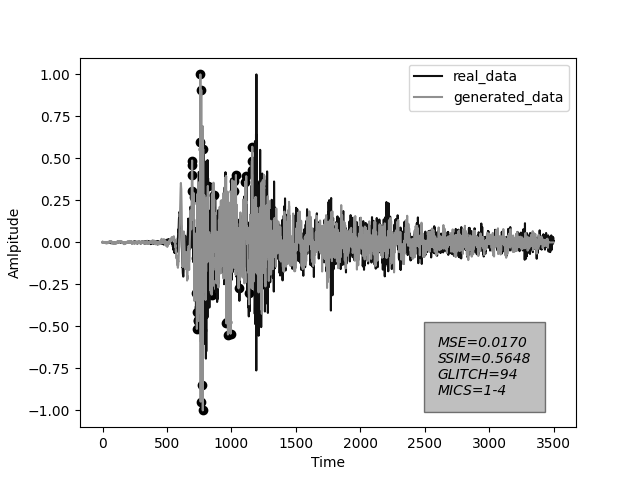 1.00
0.75
0.50
0.25
0.00
−0.25
−0.50
−0.75
−1.00
Amlpitude
real_data
generated_data
MSE=0.0170
SSIM=0.5648
GLITCH=94
MICS=1-4
0 500 1000 1500 2000 2500 3000 3500
Time